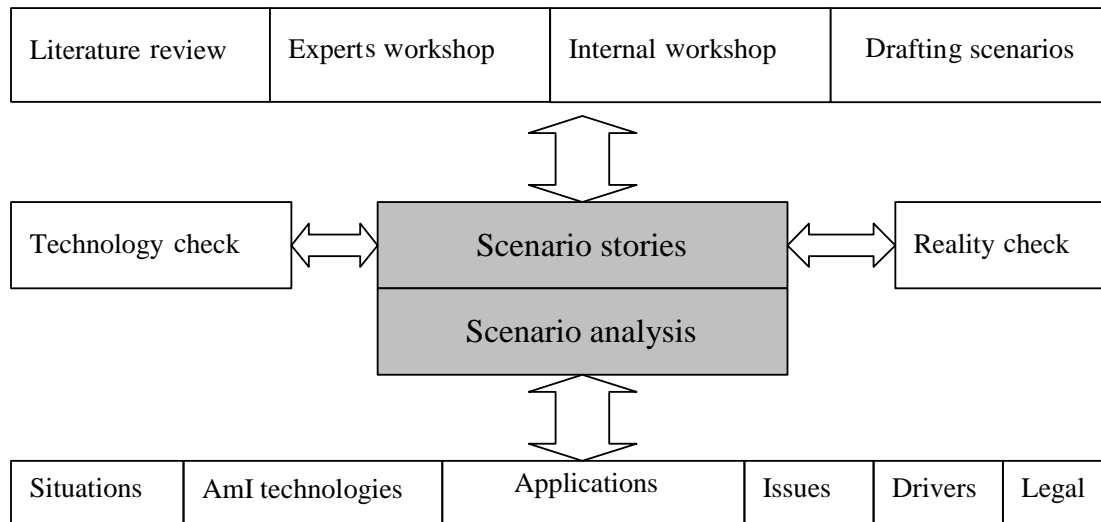 Literature review
Experts workshop
Internal workshop
Drafting scenarios
Technology check
Scenario stories
Reality check
Scenario analysis
Situations
AmI technologies
Applications
Issues
Drivers
Legal